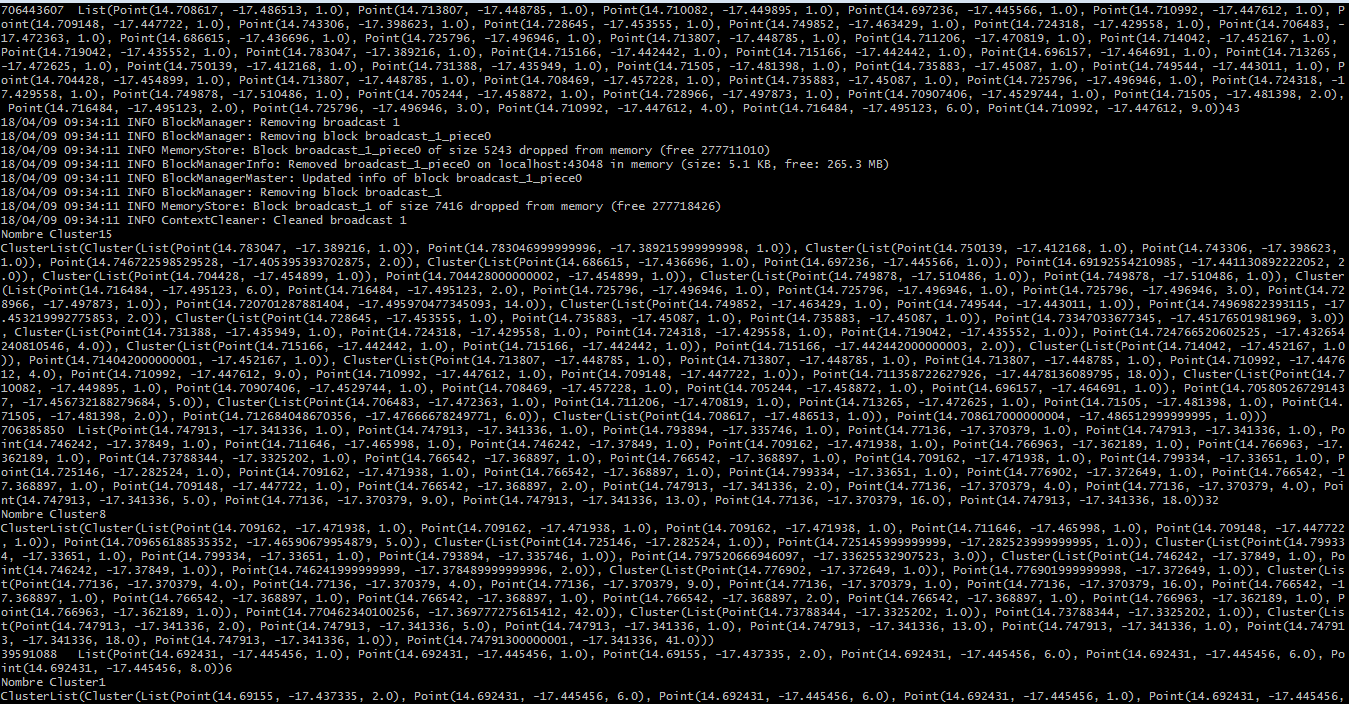 706443607  List(Point(14.708617, -17.486513, 1.0), Point(14.713807, -17.448785, 1.0), Point(14.710082, -17.449895, 1.0), Point(14.697236, -17.445566, 1.0), Point(14.710992, -17.447612, 1.0), P
oint(14.709148, -17.447722, 1.0), Point(14.743306, -17.398623, 1.0), Point(14.728645, -17.453555, 1.0), Point(14.749852, -17.463429, 1.0), Point(14.724318, -17.429558, 1.0), Point(14.706483, -
17.472363, 1.0), Point(14.686615, -17.436696, 1.0), Point(14.725796, -17.496946, 1.0), Point(14.713807, -17.448785, 1.0), Point(14.711206, -17.470819, 1.0), Point(14.714042, -17.452167, 1.0),
Point(14.719042, -17.435552, 1.0), Point(14.783047, -17.389216, 1.0), Point(14.715166, -17.442442, 1.0), Point(14.715166, -17.442442, 1.0), Point(14.696157, -17.464691, 1.0), Point(14.713265,
-17.472625, 1.0), Point(14.750139, -17.412168, 1.0), Point(14.731388, -17.435949, 1.0), Point(14.71505, -17.481398, 1.0), Point(14.735883, -17.45087, 1.0), Point(14.749544, -17.443011, 1.0), P
oint(14.704428, -17.454899, 1.0), Point(14.713807, -17.448785, 1.0), Point(14.708469, -17.457228, 1.0), Point(14.735883, -17.45087, 1.0), Point(14.725796, -17.496946, 1.0), Point(14.724318, -1
7.429558, 1.0), Point(14.749878, -17.510486, 1.0), Point(14.705244, -17.458872, 1.0), Point(14.728966, -17.497873, 1.0), Point(14.70907406, -17.4529744, 1.0), Point(14.71505, -17.481398, 2.0),
 Point(14.716484, -17.495123, 2.0), Point(14.725796, -17.496946, 3.0), Point(14.710992, -17.447612, 4.0), Point(14.716484, -17.495123, 6.0), Point(14.710992, -17.447612, 9.0))43
18/04/09 09:34:11 INFO BlockManager: Removing broadcast 1
18/04/09 09:34:11 INFO BlockManager: Removing block broadcast_1_piece0
18/04/09 09:34:11 INFO MemoryStore: Block broadcast_1_piece0 of size 5243 dropped from memory (free 277711010)
18/04/09 09:34:11 INFO BlockManagerInfo: Removed broadcast_1_piece0 on localhost:43048 in memory (size: 5.1 KB, free: 265.3 MB)
18/04/09 09:34:11 INFO BlockManagerMaster: Updated info of block broadcast_1_piece0
18/04/09 09:34:11 INFO BlockManager: Removing block broadcast_1
18/04/09 09:34:11 INFO MemoryStore: Block broadcast_1 of size 7416 dropped from memory (free 277718426)
18/04/09 09:34:11 INFO ContextCleaner: Cleaned broadcast 1
Nombre Cluster15
ClusterList(Cluster(List(Point(14.783047, -17.389216, 1.0)), Point(14.783046999999996, -17.389215999999998, 1.0)), Cluster(List(Point(14.750139, -17.412168, 1.0), Point(14.743306, -17.398623,
1.0)), Point(14.746722598529528, -17.405395393702875, 2.0)), Cluster(List(Point(14.686615, -17.436696, 1.0), Point(14.697236, -17.445566, 1.0)), Point(14.69192554210985, -17.441130892222052, 2
.0)), Cluster(List(Point(14.704428, -17.454899, 1.0)), Point(14.704428000000002, -17.454899, 1.0)), Cluster(List(Point(14.749878, -17.510486, 1.0)), Point(14.749878, -17.510486, 1.0)), Cluster
(List(Point(14.716484, -17.495123, 6.0), Point(14.716484, -17.495123, 2.0), Point(14.725796, -17.496946, 1.0), Point(14.725796, -17.496946, 1.0), Point(14.725796, -17.496946, 3.0), Point(14.72
8966, -17.497873, 1.0)), Point(14.720701287881404, -17.495970477345093, 14.0)), Cluster(List(Point(14.749852, -17.463429, 1.0), Point(14.749544, -17.443011, 1.0)), Point(14.74969822393115, -17
.453219992775853, 2.0)), Cluster(List(Point(14.728645, -17.453555, 1.0), Point(14.735883, -17.45087, 1.0), Point(14.735883, -17.45087, 1.0)), Point(14.73347033677345, -17.45176501981969, 3.0))
, Cluster(List(Point(14.731388, -17.435949, 1.0), Point(14.724318, -17.429558, 1.0), Point(14.724318, -17.429558, 1.0), Point(14.719042, -17.435552, 1.0)), Point(14.724766520602525, -17.432654
240810546, 4.0)), Cluster(List(Point(14.715166, -17.442442, 1.0), Point(14.715166, -17.442442, 1.0)), Point(14.715166, -17.442442000000003, 2.0)), Cluster(List(Point(14.714042, -17.452167, 1.0
)), Point(14.714042000000001, -17.452167, 1.0)), Cluster(List(Point(14.713807, -17.448785, 1.0), Point(14.713807, -17.448785, 1.0), Point(14.713807, -17.448785, 1.0), Point(14.710992, -17.4476
12, 4.0), Point(14.710992, -17.447612, 9.0), Point(14.710992, -17.447612, 1.0), Point(14.709148, -17.447722, 1.0)), Point(14.711358722627926, -17.4478136089795, 18.0)), Cluster(List(Point(14.7
10082, -17.449895, 1.0), Point(14.70907406, -17.4529744, 1.0), Point(14.708469, -17.457228, 1.0), Point(14.705244, -17.458872, 1.0), Point(14.696157, -17.464691, 1.0)), Point(14.70580526729143
7, -17.456732188279684, 5.0)), Cluster(List(Point(14.706483, -17.472363, 1.0), Point(14.711206, -17.470819, 1.0), Point(14.713265, -17.472625, 1.0), Point(14.71505, -17.481398, 1.0), Point(14.
71505, -17.481398, 2.0)), Point(14.712684048670356, -17.47666678249771, 6.0)), Cluster(List(Point(14.708617, -17.486513, 1.0)), Point(14.708617000000004, -17.486512999999995, 1.0)))
706385850  List(Point(14.747913, -17.341336, 1.0), Point(14.747913, -17.341336, 1.0), Point(14.793894, -17.335746, 1.0), Point(14.77136, -17.370379, 1.0), Point(14.747913, -17.341336, 1.0), Po
int(14.746242, -17.37849, 1.0), Point(14.711646, -17.465998, 1.0), Point(14.746242, -17.37849, 1.0), Point(14.709162, -17.471938, 1.0), Point(14.766963, -17.362189, 1.0), Point(14.766963, -17.
362189, 1.0), Point(14.73788344, -17.3325202, 1.0), Point(14.766542, -17.368897, 1.0), Point(14.766542, -17.368897, 1.0), Point(14.709162, -17.471938, 1.0), Point(14.799334, -17.33651, 1.0), P
oint(14.725146, -17.282524, 1.0), Point(14.709162, -17.471938, 1.0), Point(14.766542, -17.368897, 1.0), Point(14.799334, -17.33651, 1.0), Point(14.776902, -17.372649, 1.0), Point(14.766542, -1
7.368897, 1.0), Point(14.709148, -17.447722, 1.0), Point(14.766542, -17.368897, 2.0), Point(14.747913, -17.341336, 2.0), Point(14.77136, -17.370379, 4.0), Point(14.77136, -17.370379, 4.0), Poi
nt(14.747913, -17.341336, 5.0), Point(14.77136, -17.370379, 9.0), Point(14.747913, -17.341336, 13.0), Point(14.77136, -17.370379, 16.0), Point(14.747913, -17.341336, 18.0))32
Nombre Cluster8
ClusterList(Cluster(List(Point(14.709162, -17.471938, 1.0), Point(14.709162, -17.471938, 1.0), Point(14.709162, -17.471938, 1.0), Point(14.711646, -17.465998, 1.0), Point(14.709148, -17.447722
, 1.0)), Point(14.709656188535352, -17.46590679954879, 5.0)), Cluster(List(Point(14.725146, -17.282524, 1.0)), Point(14.725145999999999, -17.282523999999995, 1.0)), Cluster(List(Point(14.79933
4, -17.33651, 1.0), Point(14.799334, -17.33651, 1.0), Point(14.793894, -17.335746, 1.0)), Point(14.797520666946097, -17.33625532907523, 3.0)), Cluster(List(Point(14.746242, -17.37849, 1.0), Po
int(14.746242, -17.37849, 1.0)), Point(14.746241999999999, -17.378489999999996, 2.0)), Cluster(List(Point(14.776902, -17.372649, 1.0)), Point(14.776901999999998, -17.372649, 1.0)), Cluster(Lis
t(Point(14.77136, -17.370379, 4.0), Point(14.77136, -17.370379, 4.0), Point(14.77136, -17.370379, 9.0), Point(14.77136, -17.370379, 1.0), Point(14.77136, -17.370379, 16.0), Point(14.766542, -1
7.368897, 1.0), Point(14.766542, -17.368897, 1.0), Point(14.766542, -17.368897, 1.0), Point(14.766542, -17.368897, 2.0), Point(14.766542, -17.368897, 1.0), Point(14.766963, -17.362189, 1.0), P
oint(14.766963, -17.362189, 1.0)), Point(14.770462340100256, -17.369777275615412, 42.0)), Cluster(List(Point(14.73788344, -17.3325202, 1.0)), Point(14.73788344, -17.3325202, 1.0)), Cluster(Lis
t(Point(14.747913, -17.341336, 2.0), Point(14.747913, -17.341336, 5.0), Point(14.747913, -17.341336, 1.0), Point(14.747913, -17.341336, 13.0), Point(14.747913, -17.341336, 1.0), Point(14.74791
3, -17.341336, 18.0), Point(14.747913, -17.341336, 1.0)), Point(14.74791300000001, -17.341336, 41.0)))
39591088   List(Point(14.692431, -17.445456, 1.0), Point(14.692431, -17.445456, 1.0), Point(14.69155, -17.437335, 2.0), Point(14.692431, -17.445456, 6.0), Point(14.692431, -17.445456, 6.0), Po
int(14.692431, -17.445456, 8.0))6
Nombre Cluster1
ClusterList(Cluster(List(Point(14.69155, -17.437335, 2.0), Point(14.692431, -17.445456, 6.0), Point(14.692431, -17.445456, 6.0), Point(14.692431, -17.445456, 1.0), Point(14.692431, -17.445456,